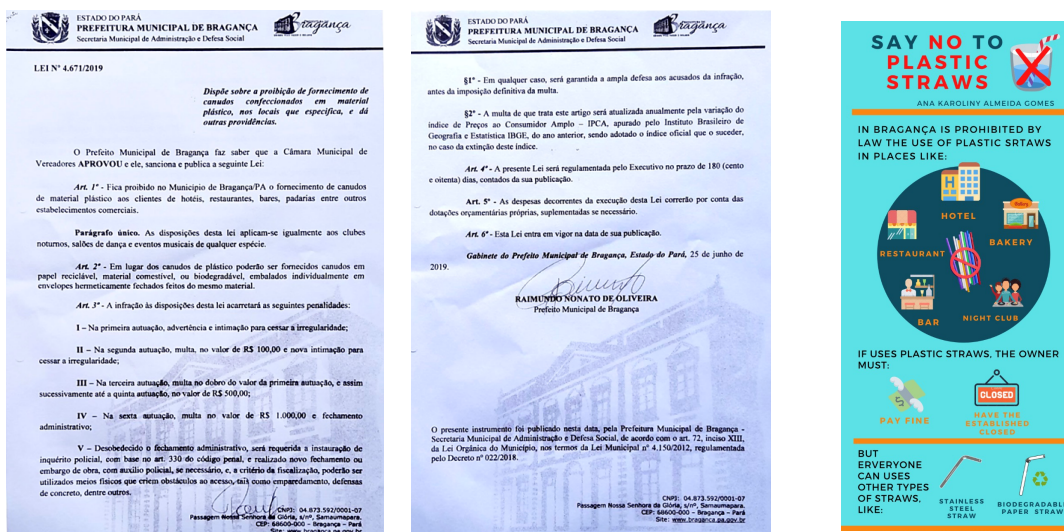 ESTADO DO PARÁ
PREFEITURA MUNICIPAL DE BRAGANÇA
Secretaria Municipal de Administração e Defesa Social
Bragança
LEI Nº 4.671/2019
Dispõe sobre a proibição de fornecimento de
canudos confeccionados em material
plástico, nos locais que especifica, e dá
outras providências.
O Prefeito Municipal de Bragança faz saber que a Câmara Municipal de
Vereadores APROVOU e ele, sanciona e publica a seguinte Lei:
Art. 1º - Fica proibido no Municipio de Bragança/PA o fornecimento de canudos
de material plástico aos clientes de hotéis, restaurantes, bares, padarias entre outros
estabelecimentos comerciais.
Parágrafo único. As disposições desta lei aplicam-se igualmente aos clubes
noturnos, salões de dança e eventos musicais de qualquer espécie.
Art. 2º - Em lugar dos canudos de plástico poderão ser fornecidos canudos em
papel reciclável, material comestível, ou biodegradável, embalados individualmente em
envelopes hermeticamente fechados feitos do mesmo material.
Art. 3º - A infração às disposições desta lei acarretará as seguintes penalidades:
I – Na primeira autuação, advertência e intimação para cessar a irregularidade;
II – Na segunda autuação, multa, no valor de R$ 100,00 e nova intimação para
cessar a irregularidade;
III – Na terceira autuação, multa no dobro do valor da primeira autuação, e assim
sucessivamente até a quinta autuação, no valor de R$ 500,00;
IV – Na sexta autuação, multa no valor de R$ 1.000,00 e fechamento
administrativo;
V – Desobedecido o fechamento administrativo, será requerida a instauração de
inquérito policial, com base no art. 330 do código penal, e realizado novo fechamento ou
embargo de obra, com auxílio policial, se necessário, e, a critério da fiscalização, poderão ser
utilizados meios físicos que criem obstáculos ao acesso, tais como emparedamento, defensas
de concreto, dentre outros.
CNPJ: 04.873.592/0001-07
Passagem Nossa Senhora da Glória, s/nº, Samaumapara.
CEP: 68600-000 - Bragança - Pará
Site: www.braganca.pa.gov.br
ESTADO DO PARÁ
PREFEITURA MUNICIPAL DE BRAGANÇA
Secretaria Municipal de Administração e Defesa Social
Bragança
§1º - Em qualquer caso, será garantida a ampla defesa aos acusados da infração,
antes da imposição definitiva da multa.
§2º - A multa de que trata este artigo será atualizada anualmente pela variação do
índice de Preços ao Consumidor Amplo – IPCA, apurado pelo Instituto Brasileiro de
Geografia e Estatística IBGE, do ano anterior, sendo adotado o índice oficial que o suceder,
no caso da extinção deste índice.
Art. 4º - A presente Lei será regulamentada pelo Executivo no prazo de 180 (cento
e oitenta) dias, contados da sua publicação.
Art. 5º - As despesas decorrentes da execução desta Lei correrão por conta das
dotações orçamentárias próprias, suplementadas se necessário.
Art. 6º - Esta Lei entra em vigor na data de sua publicação.
Gabinete do Prefeito Municipal de Bragança, Estado do Pará, 25 de junho de
2019.
RAIMUNDO NONATO DE OLIVEIRA
Prefeito Municipal de Bragança
O presente instrumento foi publicado nesta data, pela Prefeitura Municipal de Bragança -
Secretaria Municipal de Administração e Defesa Social, de acordo com o art. 72, inciso XIII,
da Lei Orgânica do Município, nos termos da Lei Municipal nº 4.150/2012, regulamentada
pelo Decreto nº 022/2018.
CNPJ: 04.873.592/0001-07
Passagem Nossa Senhora da Glória, s/nº, Samaumapara.
CEP: 68600-000 - Bragança - Pará
Site: www.braganca.pa.gov.br
SAY NO TO
PLASTIC
STRAWS
ANA KAROLINY ALMEIDA GOMES
IN BRAGANÇA IS PROHIBITED BY
LAW THE USE OF PLASTIC SRTAWS
IN PLACES LIKE:
HOTEL
BAKERY
RESTAURANT
BAR
NIGHT CLUB
IF USES PLASTIC STRAWS, THE OWNER
MUST:
CLOSED
PAY FINE
HAVE THE
ESTABLISHED
CLOSED
BUT
ERVERYONE
CAN USES
OTHER TYPES
OF STRAWS,
LIKE:
STAINLESS
STEEL
STRAW
BIODEGRADABLE
PAPER STRAW